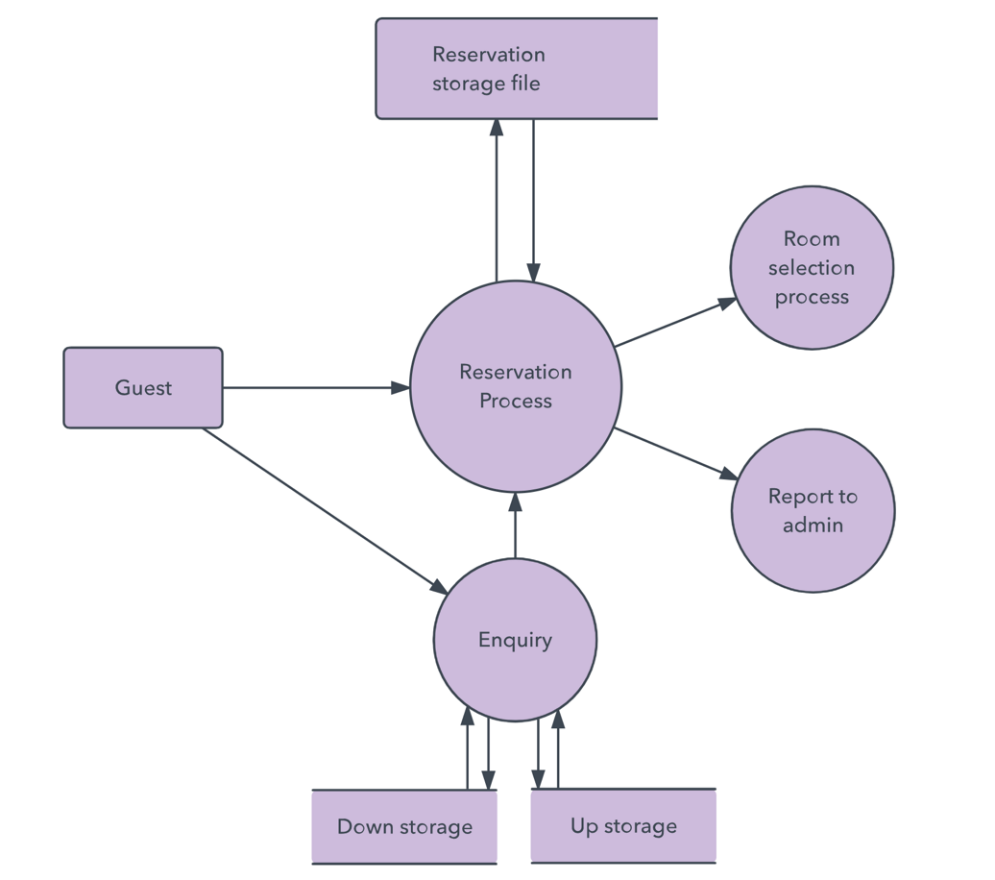 Reservation
storage file
Room
selection
process
Guest
Reservation
Process
Report to
admin
Enquiry
Down storage
Up storage